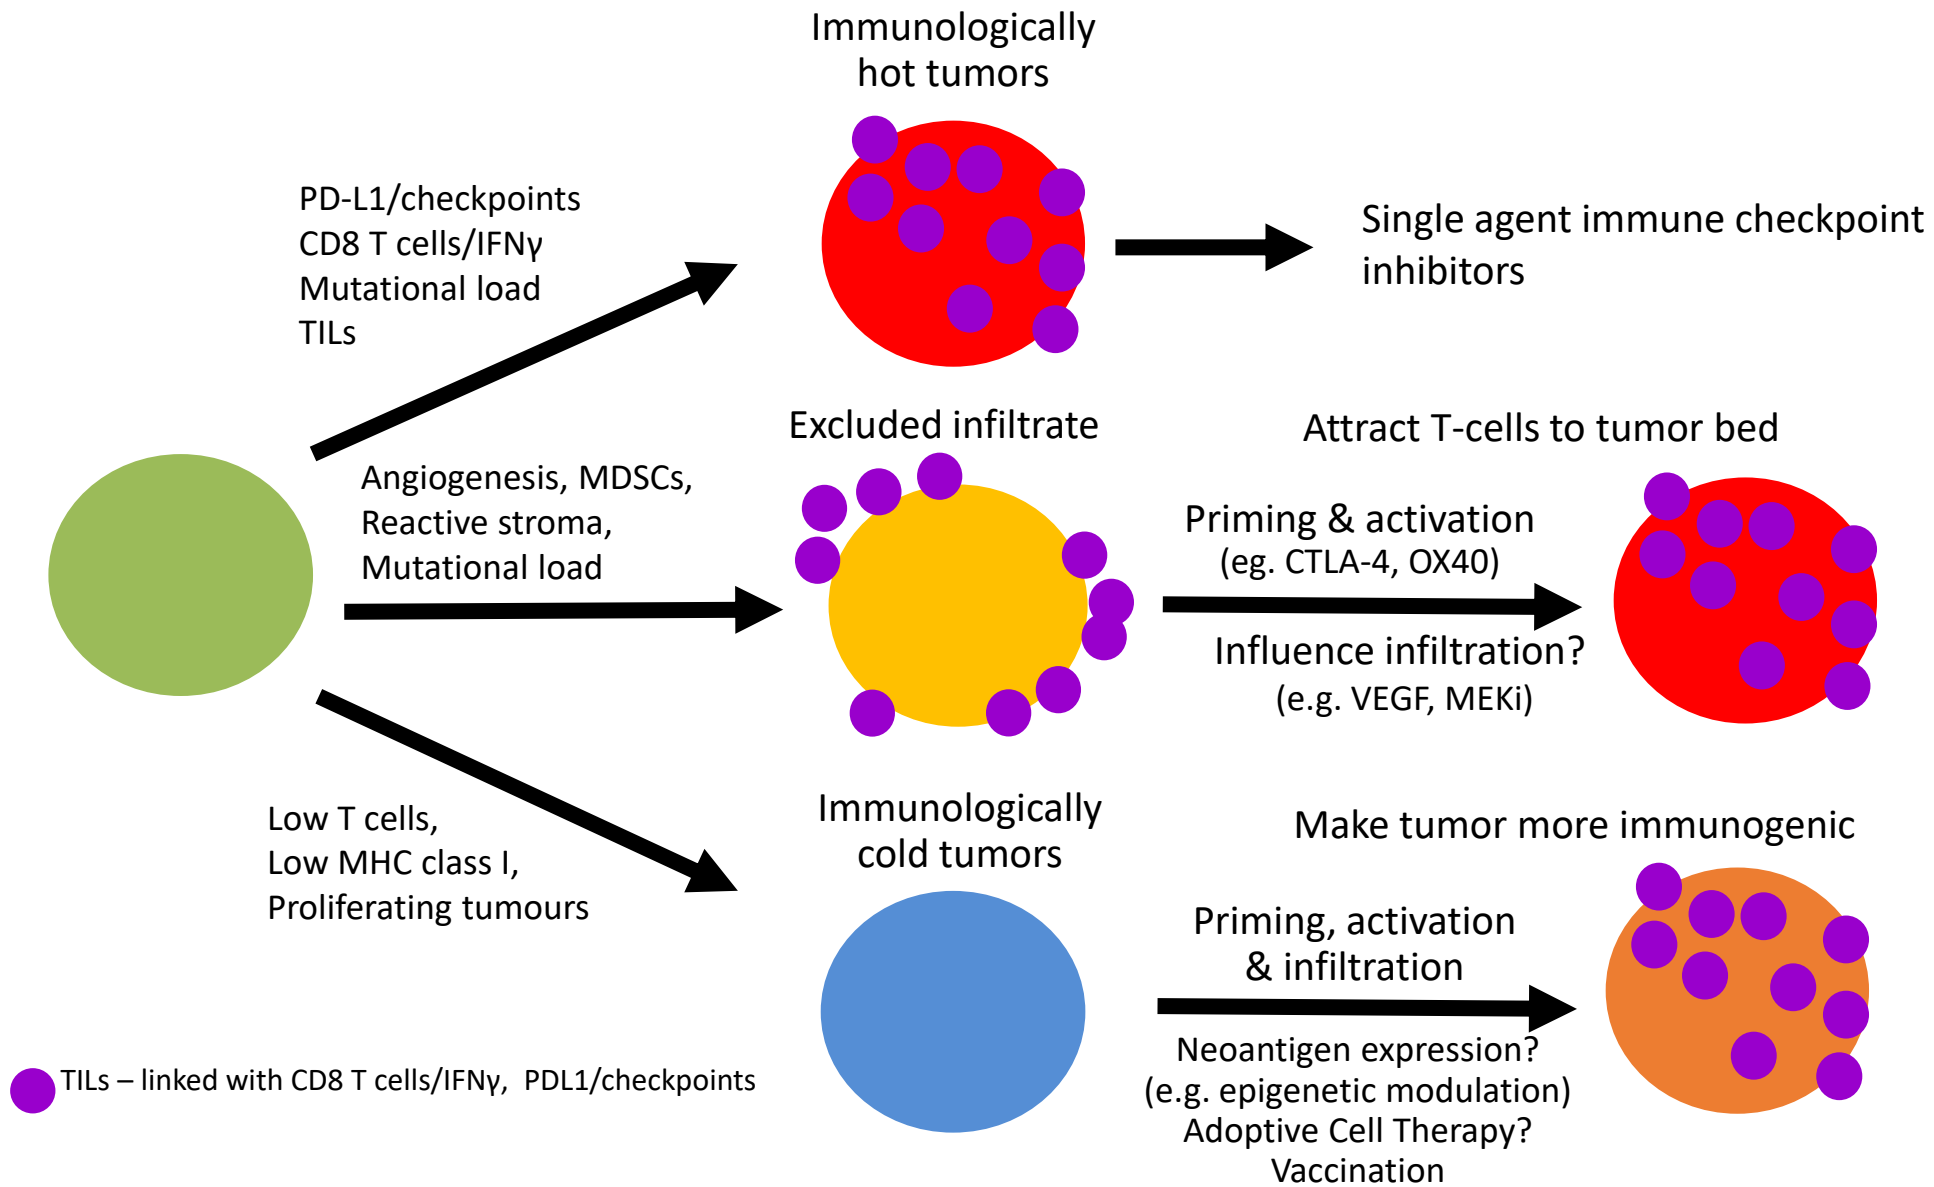 Immunologically
hot tumors
PD-L1/checkpoints
CD8 T cells/IFNγ
Mutational load
TILs
Single agent immune checkpoint
inhibitors
Excluded infiltrate
Attract T-cells to tumor bed
Angiogenesis, MDSCs,
Reactive stroma,
Mutational load
Priming & activation
(eg. CTLA-4, OX40)
Influence infiltration?
(e.g. VEGF, MEKi)
Low T cells,
Low MHC class I,
Proliferating tumours
Immunologically
cold tumors
Make tumor more immunogenic
Priming, activation
& infiltration
Neoantigen expression?
(e.g. epigenetic modulation)
Adoptive Cell Therapy?
Vaccination
TILs – linked with CD8 T cells/IFNγ, PDL1/checkpoints